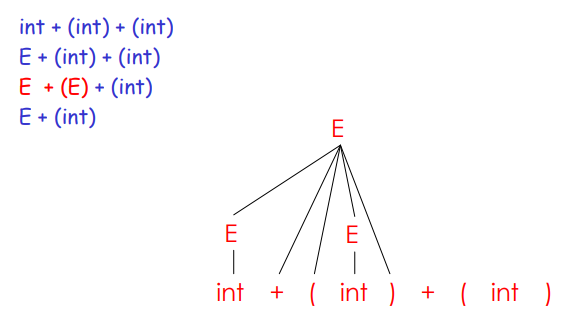 int + (int) + (int)
E + (int) + (int)
E + (E) + (int)
E + (int)
E
E E
int + ( int ) + ( int )